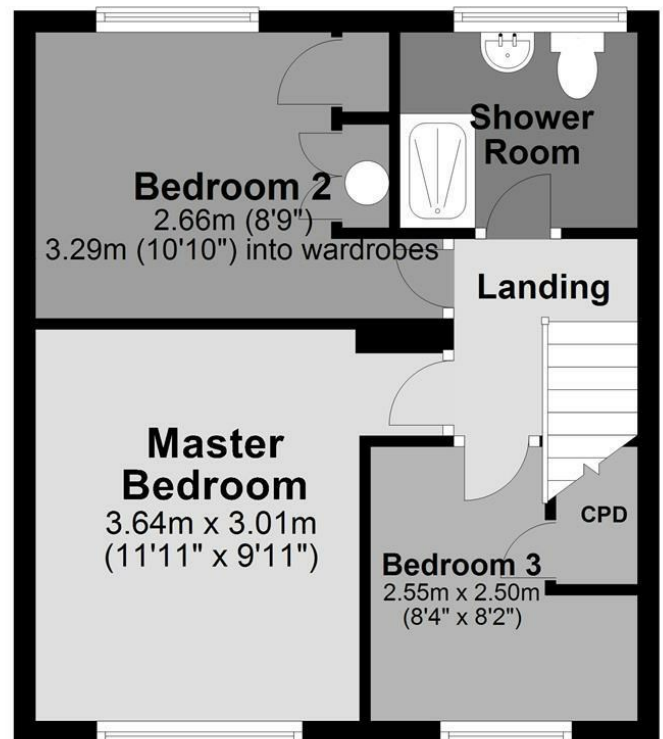 Shower
Room
Bedroom 2
2.66m (8'9")
3.29m (10'10") into wardrobes
Landing
Master
Bedroom
3.64m x 3.01m
(11'11" x 9'11")
CPD
Bedroom 3
2.55m x 2.50m
(8'4" x 8'2")